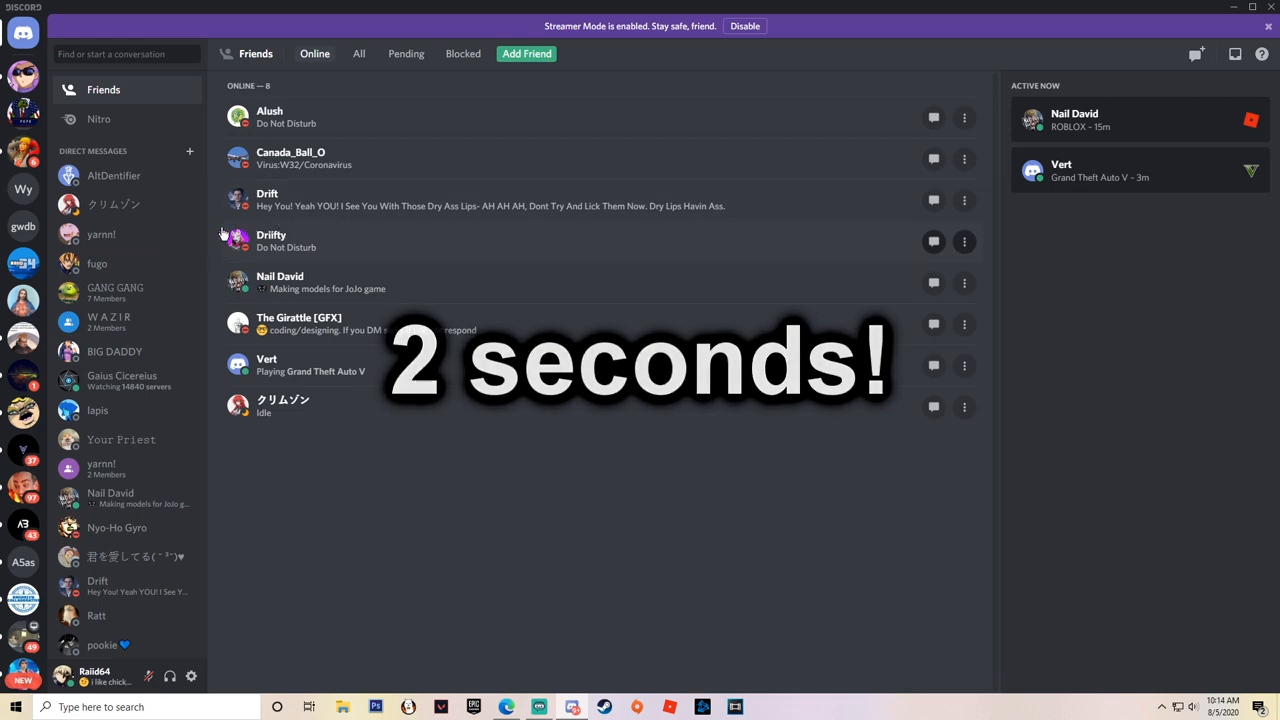 DISCORD
Streamer Mode is enabled. Stay safe, friend. Disable
Find or start a conversation
Friends Online All Pending Blocked Add Friend
Friends
Nitro
DIRECT MESSAGES
AltDentifier
クリムゾン
yarnn!
fugo
GANG GANG
7 Members
W A Z I R
2 Members
BIG DADDY
Gaius Cicereius
Watching 14840 servers
lapis
Your Priest
yarnn!
2 Members
Nail David
Making models for JoJo g...
Nyo-Ho Gyro
君を愛してる( ˘ ³˘)♥
Drift
Hey You! Yeah YOU! I See Y...
Ratt
pookie 💙
Raiid64
i like chick...
Wy
gwdb
A5as
6
1
37
97
43
49
NEW
ONLINE — 8
Alush
Do Not Disturb
Canada_Ball_O
Virus:W32/Coronavirus
Drift
Hey You! Yeah YOU! I See You With Those Dry Ass Lips- AH AH AH, Dont Try And Lick Them Now. Dry Lips Havin Ass.
Driifty
Do Not Disturb
Nail David
Making models for JoJo game
The Girattle [GFX]
coding/designing. If you DM respond
Vert
Playing Grand Theft Auto V
クリムゾン
Idle
2 seconds!
ACTIVE NOW
Nail David
ROBLOX – 15m
Vert
Grand Theft Auto V – 3m
Type here to search
10:14 AM
8/5/2020
2